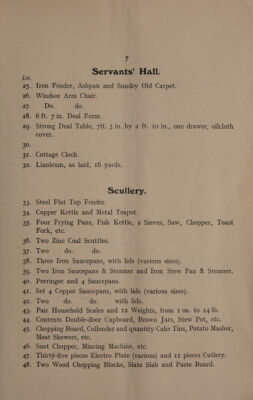 7
Servants' Hall.
Lot.
25. Iron Fender, Ashpan and Sundry Old Carpet.
26. Windsor Arm Chair.
27. Do. do.
28. 6 ft. 7 in. Deal Form.
29. Strong Deal Table, 7ft. 3 in. by 2 ft. 10 in., one drawer, oilcloth
cover.
30.
31. Cottage Clock.
32. Linoleum, as laid, 16 yards.
Scullery.
33. Steel Flat Top Fender.
34. Copper Kettle and Metal Teapot.
35. Four Frying Pans, Fish Kettle, 2 Sieves, Saw, Chopper, Toast
Fork, etc.
36. Two Zinc Coal Scuttles.
37. Two do. do.
38. Three Iron Saucepans, with lids (various sizes).
39. Two Iron Saucepans & Steamer and Iron Stew Pan & Steamer.
40. Porringer and 4 Saucepans.
41. Set 4 Copper Saucepans, with lids (various sizes).
42. Two do. do. with lids.
43. Pair Household Scales and 12 Weights, from 1 oz. to 14 lb.
44. Contents Double-door Cupboard, Brown Jars, Stew Pot, etc.
45. Chopping Board, Cullender and quantity Cake Tins, Potato Masher,
Meat Skewers, etc.
46. Suet Chopper, Mincing Machine, etc.
47. Thirty-five pieces Electro Plate (various) and 11 pieces Cutlery.
48. Two Wood Chopping Blocks, Slate Slab and Paste Board.